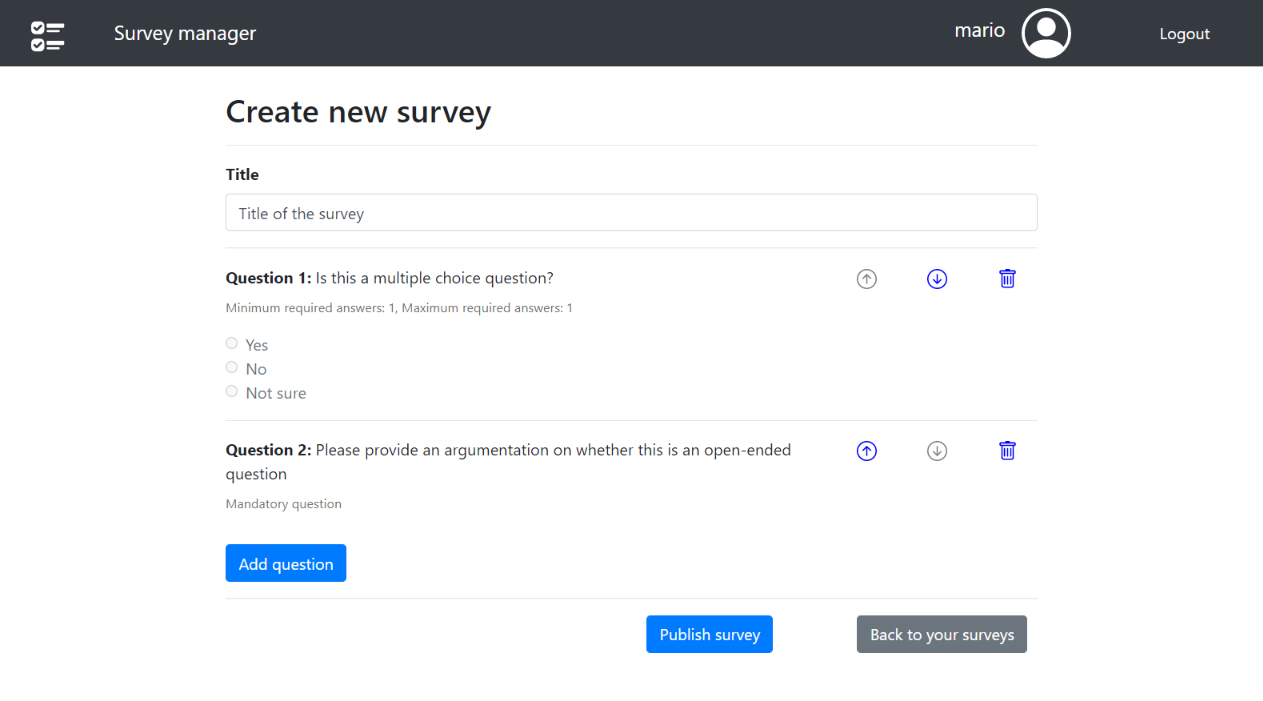 Survey manager
mario
Logout
Create new survey
Title
Title of the survey
Question 1: Is this a multiple choice question?
Minimum required answers: 1, Maximum required answers: 1
Yes
No
Not sure
Question 2: Please provide an argumentation on whether this is an open-ended
question
Mandatory question
Add question
Publish survey
Back to your surveys